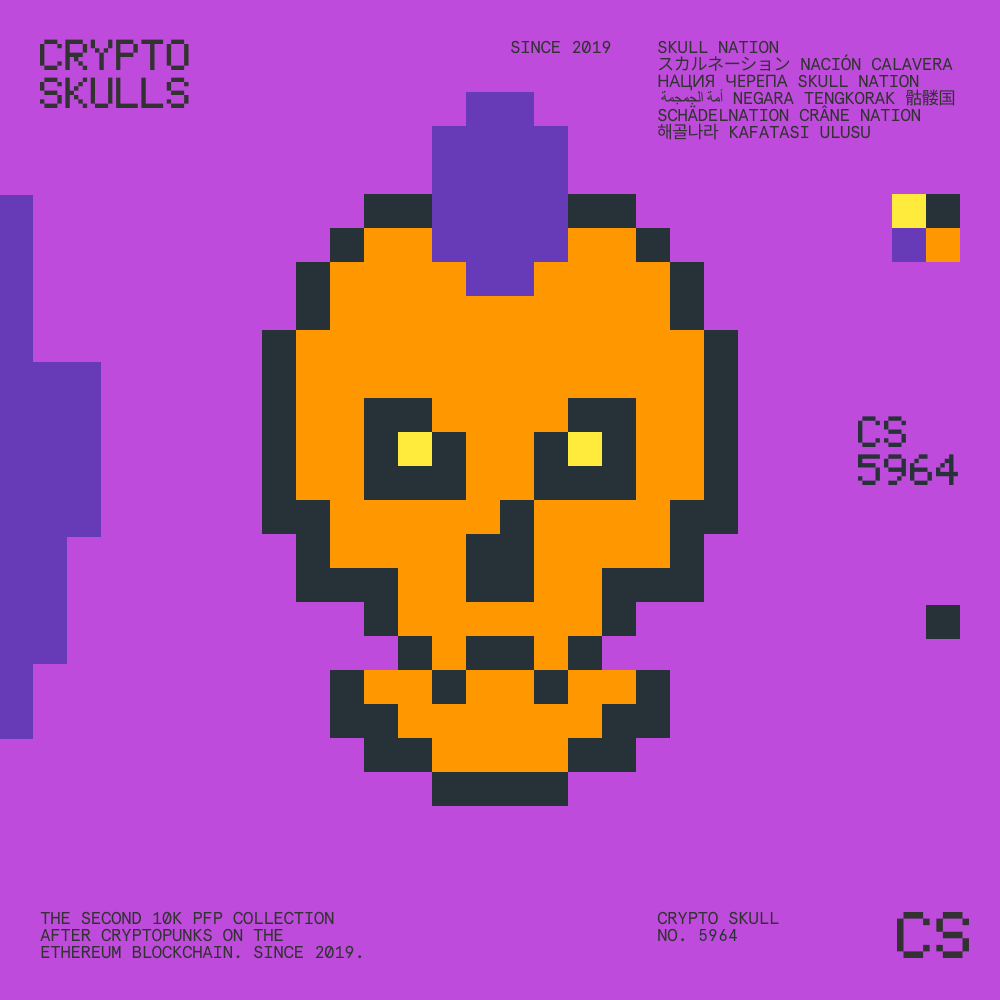 CRYPTO
SKULLS
SINCE 2019
SKULL NATION
スカルネーション NACIÓN CALAVERA
НАЦИЯ ЧЕРЕПА SKULL NATION
أمة الجمجمة NEGARA TENGKORAK 骷髅国
SCHÄDELNATION CRÂNE NATION
해골나라 KAFATASI ULUSU
CS
5964
THE SECOND 10K PFP COLLECTION
AFTER CRYPTOPUNKS ON THE
ETHEREUM BLOCKCHAIN. SINCE 2019.
CRYPTO SKULL
NO. 5964
CS